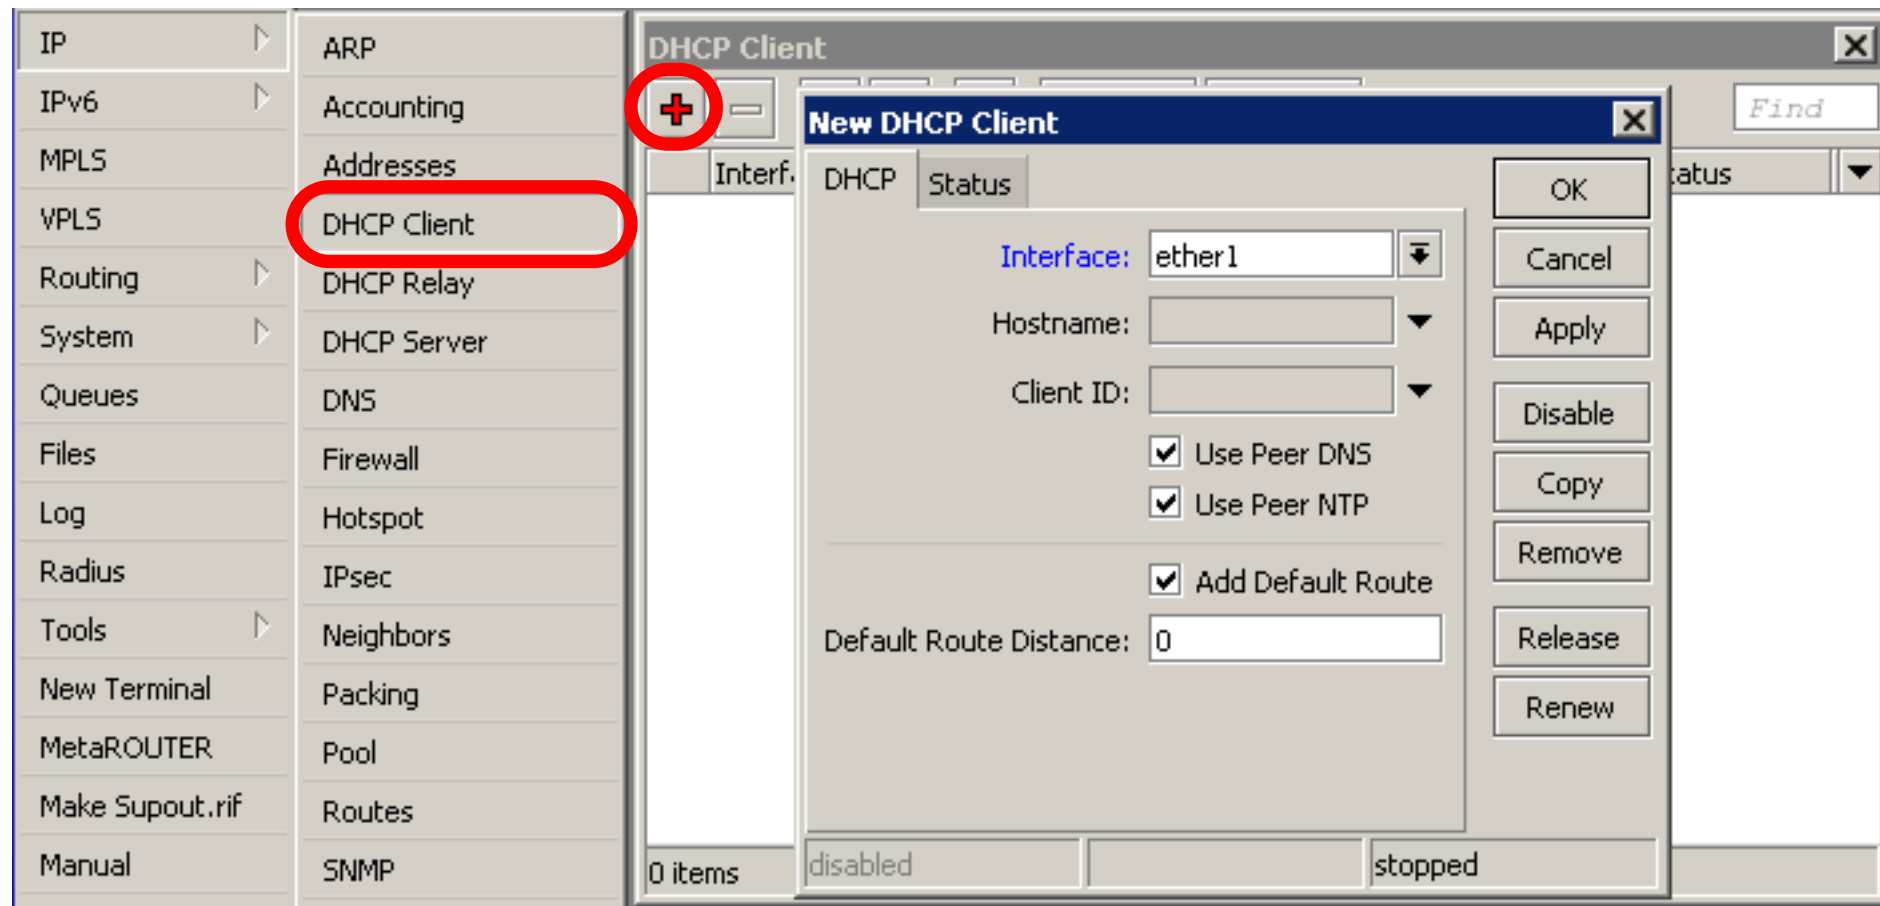 IP
IPv6
MPLS
VPLS
Routing
System
Queues
Files
Log
Radius
Tools
New Terminal
MetaROUTER
Make Supout.rif
Manual
ARP
Accounting
Addresses
DHCP Client
DHCP Relay
DHCP Server
DNS
Firewall
Hotspot
IPsec
Neighbors
Packing
Pool
Routes
SNMP
DHCP Client
Find
0 items
New DHCP Client
DHCP Status
Interface: ether1
Hostname:
Client ID:
Use Peer DNS
Use Peer NTP
Add Default Route
Default Route Distance: 0
OK
Cancel
Apply
Disable
Copy
Remove
Release
Renew
disabled
stopped